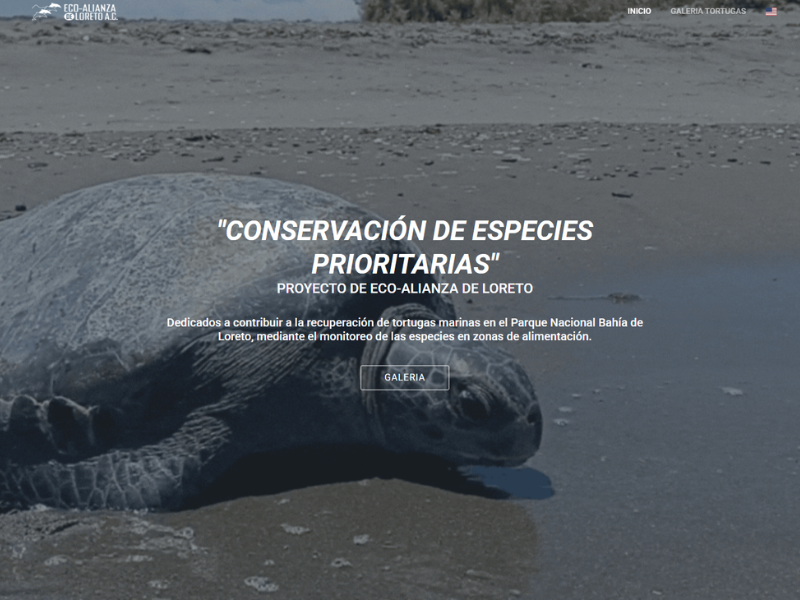 ECO-ALIANZA
DE LORETO A.C.
INICIO
GALERIA TORTUGAS
"CONSERVACIÓN DE ESPECIES
PRIORITARIAS"
PROYECTO DE ECO-ALIANZA DE LORETO
Dedicados a contribuir a la recuperación de tortugas marinas en el Parque Nacional Bahía de
Loreto, mediante el monitoreo de las especies en zonas de alimentación.
GALERIA